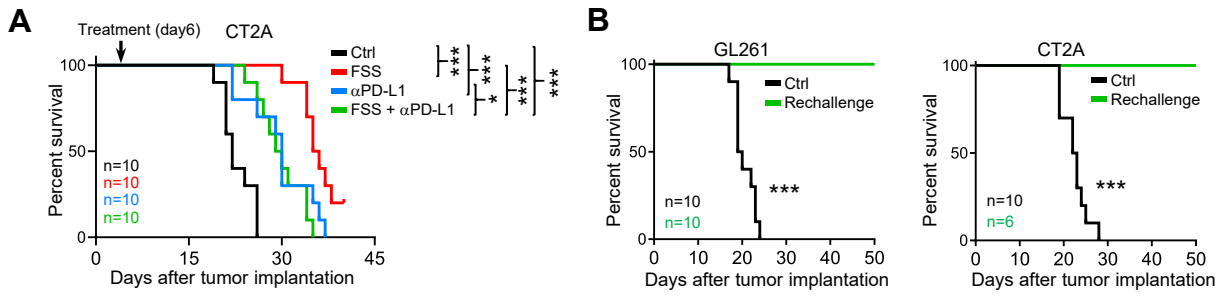 A
Treatment (day6)
CT2A
Ctrl
FSS
αPD-L1
FSS + αPD-L1
***
***
*
***
***
Percent survival
100
50
0
n=10
n=10
n=10
n=10
0 15 30 45
Days after tumor implantation
B
GL261
Ctrl
Rechallenge
Percent survival
100
50
0
***
n=10
n=10
0 10 20 30 40 50
Days after tumor implantation
CT2A
Ctrl
Rechallenge
Percent survival
100
50
0
***
n=10
n=6
0 10 20 30 40 50
Days after tumor implantation